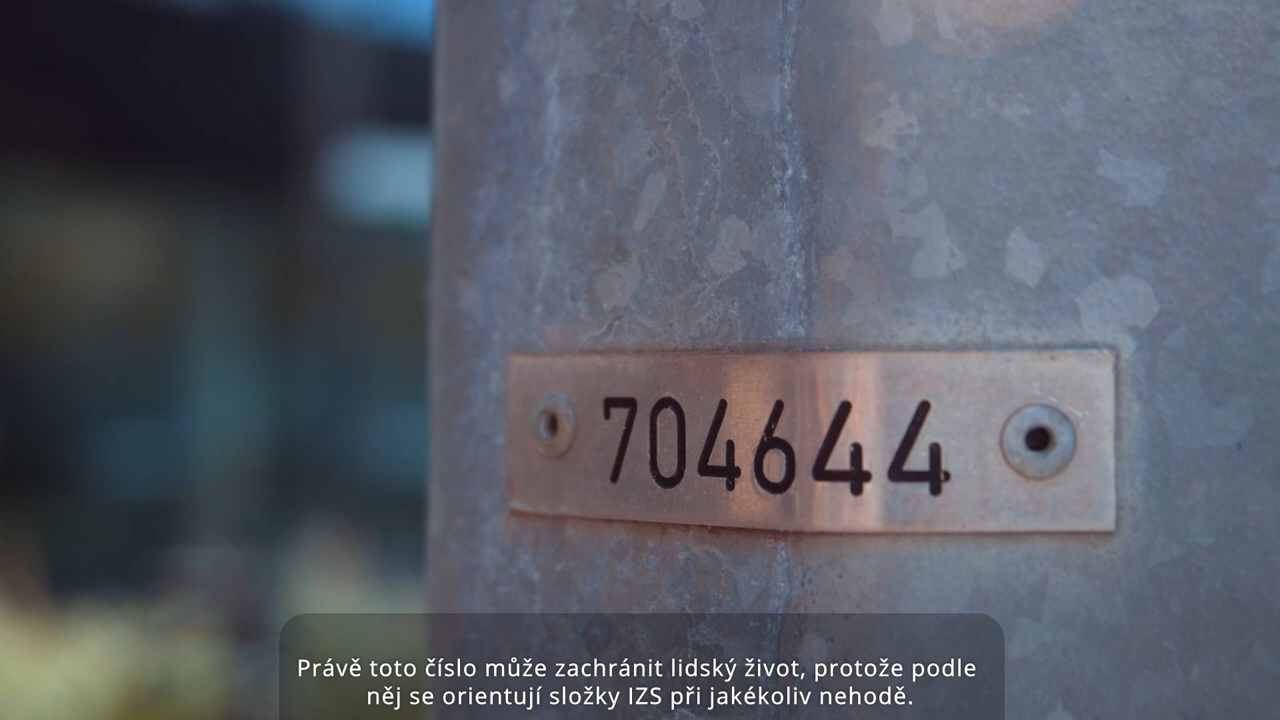 704644
Právě toto číslo může zachránit lidský život, protože podle
něj se orientují složky IZS při jakékoliv nehodě.